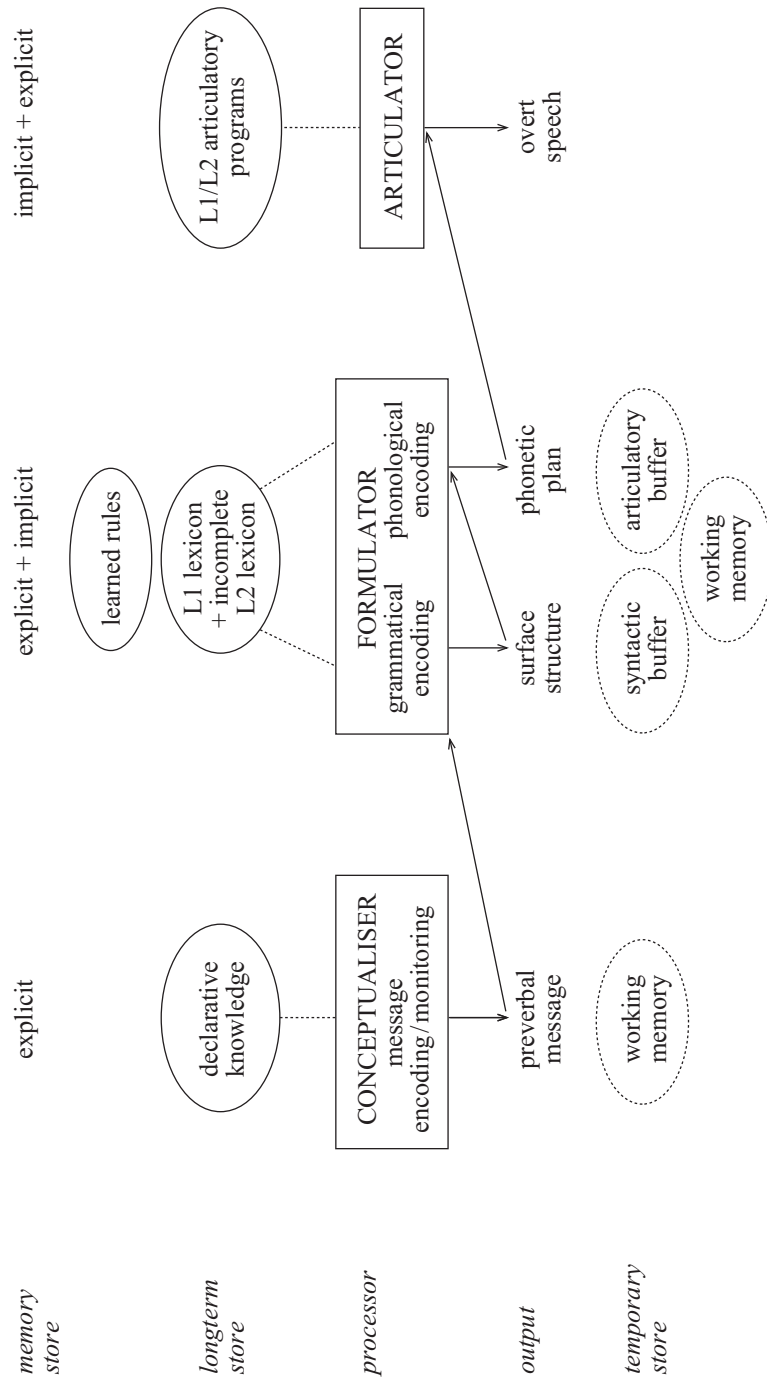 memory
store
explicit
explicit + implicit
implicit + explicit
learned rules
longterm
store
declarative
knowledge
L1 lexicon
+ incomplete
L2 lexicon
L1/L2 articulatory
programs
processor
CONCEPTUALISER
message
encoding/monitoring
FORMULATOR
grammatical
encoding
phonological
encoding
ARTICULATOR
output
preverbal
message
surface
structure
phonetic
plan
overt
speech
temporary
store
working
memory
syntactic
buffer
articulatory
buffer
working
memory